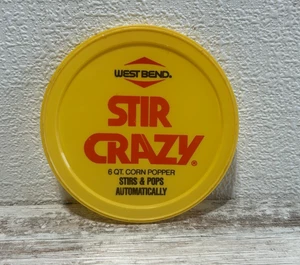 WEST BEND®
STIR
CRAZY®
6 QT. CORN POPPER
STIRS & POPS
AUTOMATICALLY